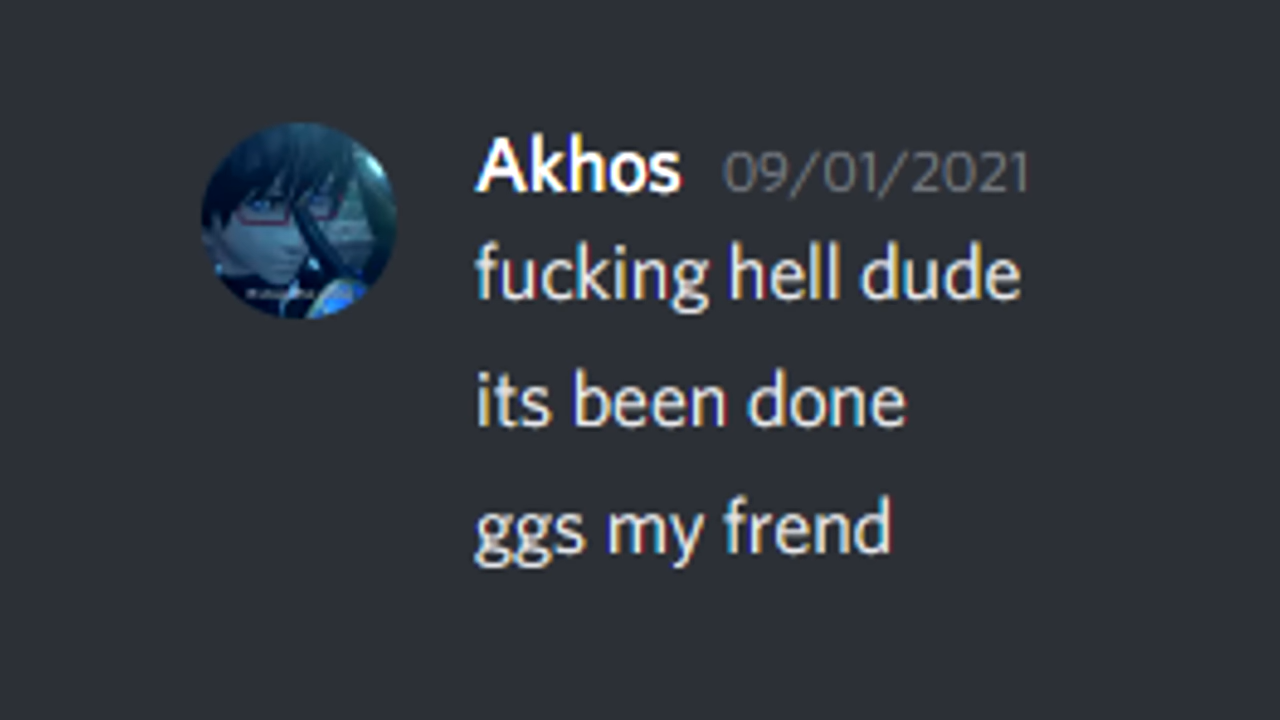 Akhos 09/01/2021
fucking hell dude
its been done
ggs my frend